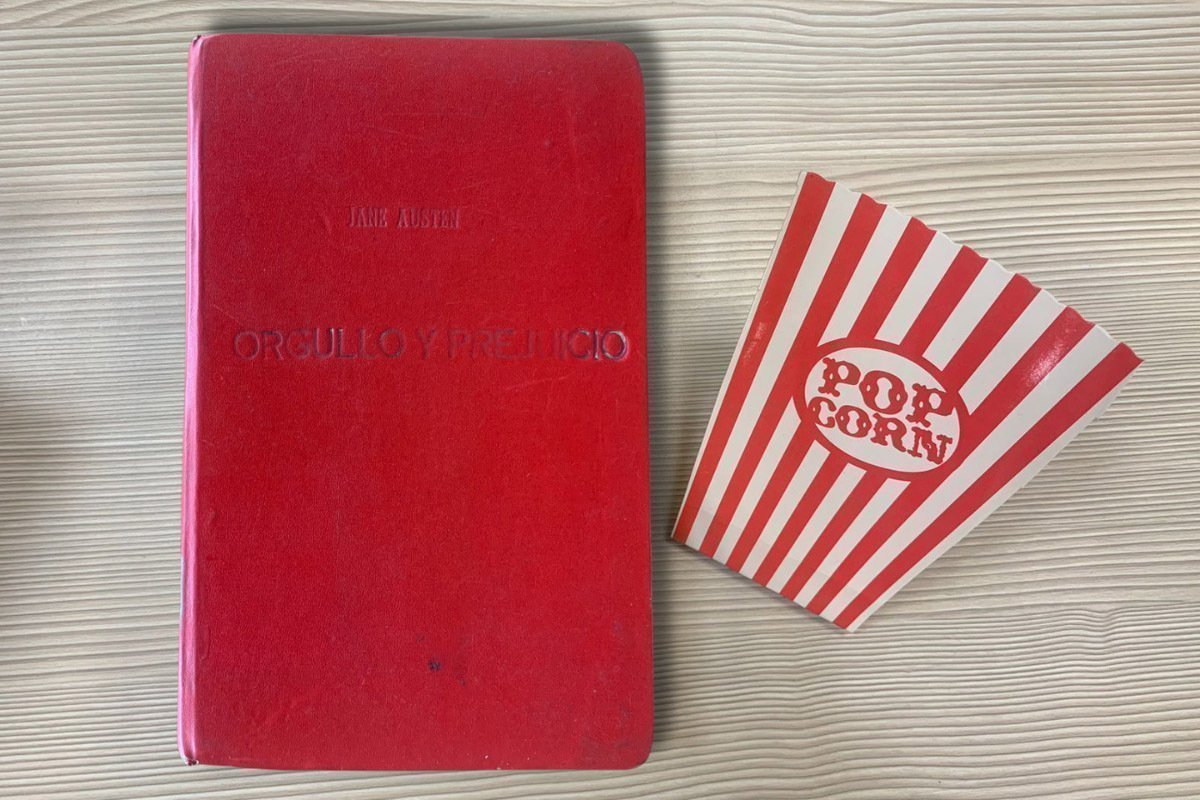 JANE AUSTEN
ORGULLO Y PREJUICIO
POP
CORN